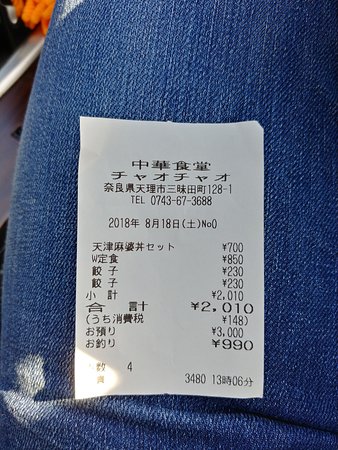 中華食堂
チャオチャオ
奈良県天理市三昧田町128-1
TEL 0743-67-3688
2018年 8月18日(土)No0
天津麻婆丼セット ¥700
W定食 ¥850
餃子 ¥230
餃子 ¥230
小 計 ¥2,010
合 計 ¥2,010
(うち消費税 ¥148)
お預り ¥3,000
お釣り ¥990
数 4
3480 13時06分